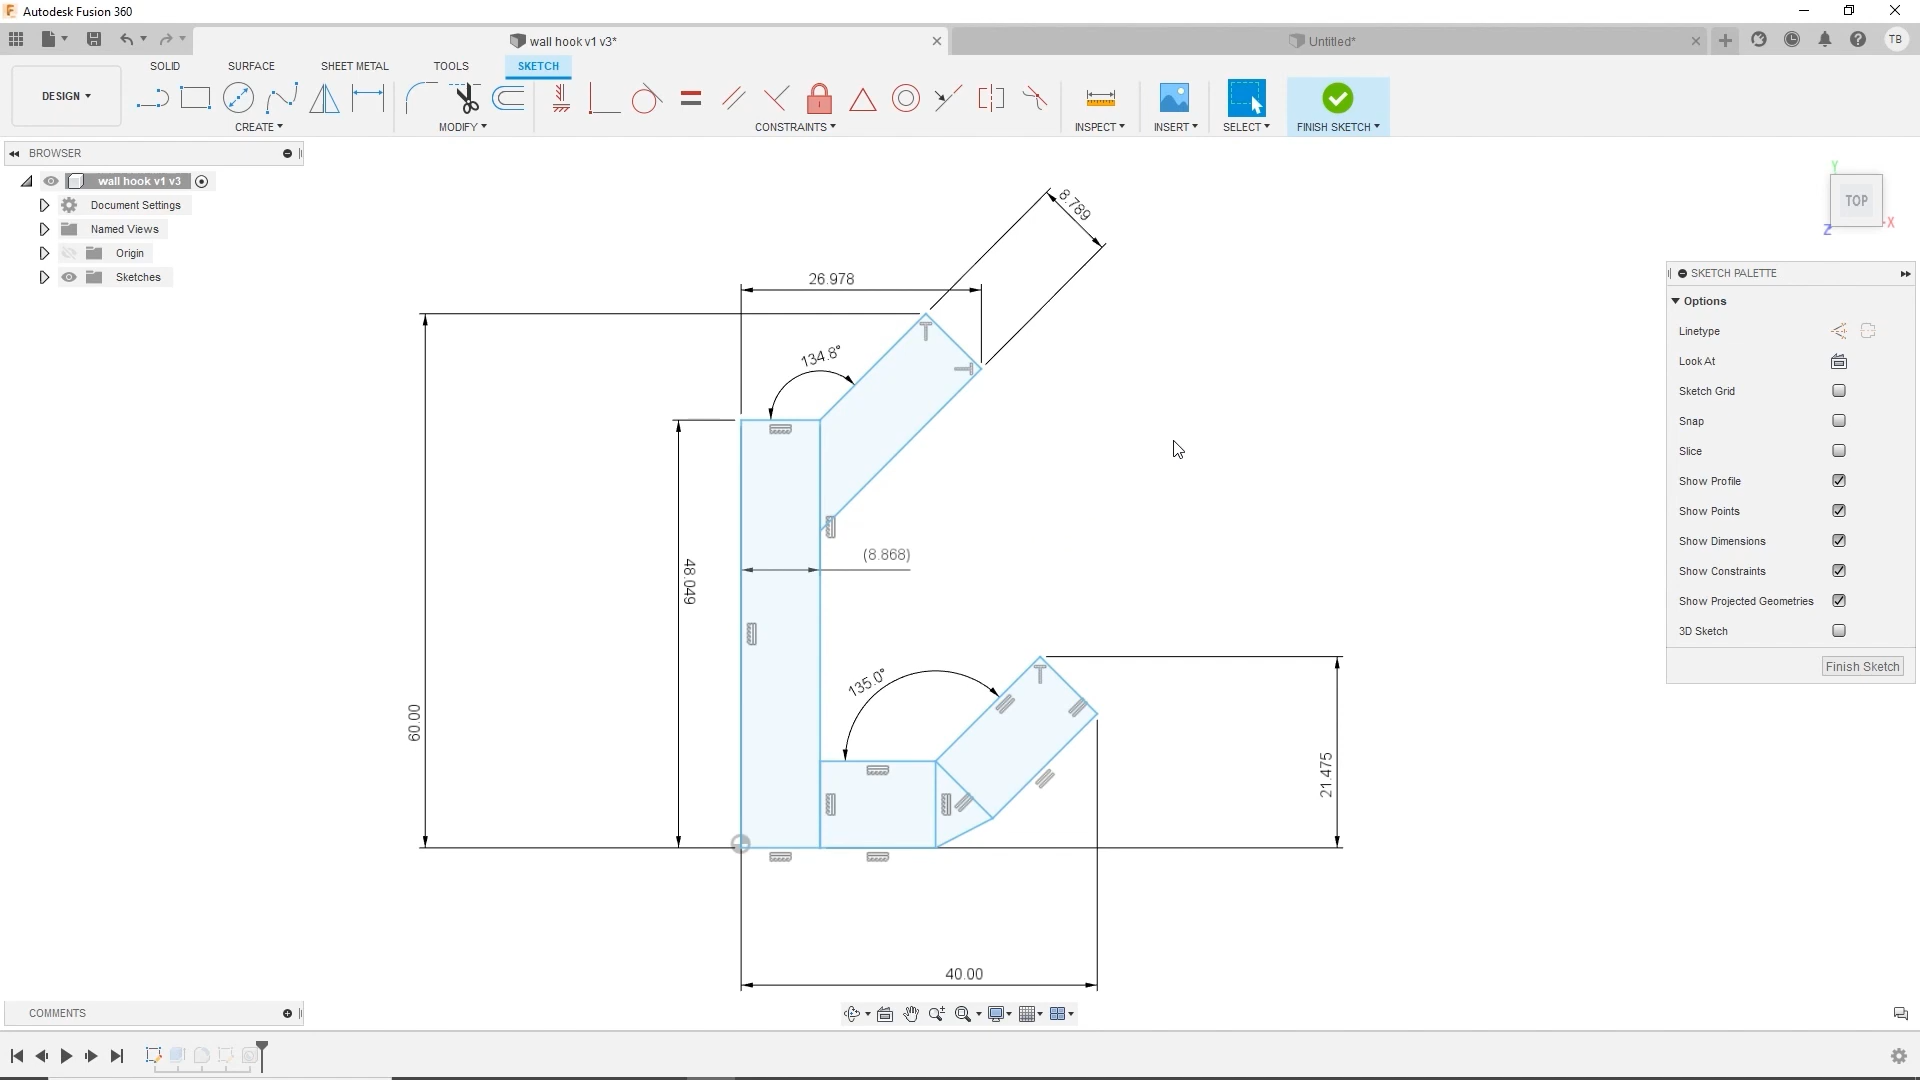 Autodesk Fusion 360
wall hook v1 v3*
Untitled*
TB
SOLID SURFACE SHEET METAL TOOLS SKETCH
DESIGN
CREATE MODIFY CONSTRAINTS INSPECT INSERT SELECT FINISH SKETCH
BROWSER
wall hook v1 v3
Document Settings
Named Views
Origin
Sketches
Y
TOP
X
Z
SKETCH PALETTE
Options
Linetype
Look At
Sketch Grid
Snap
Slice
Show Profile
Show Points
Show Dimensions
Show Constraints
Show Projected Geometries
3D Sketch
Finish Sketch
8.789
26.978
134.8°
(8.868)
48.049
60.00
135.0°
21.475
40.00
COMMENTS